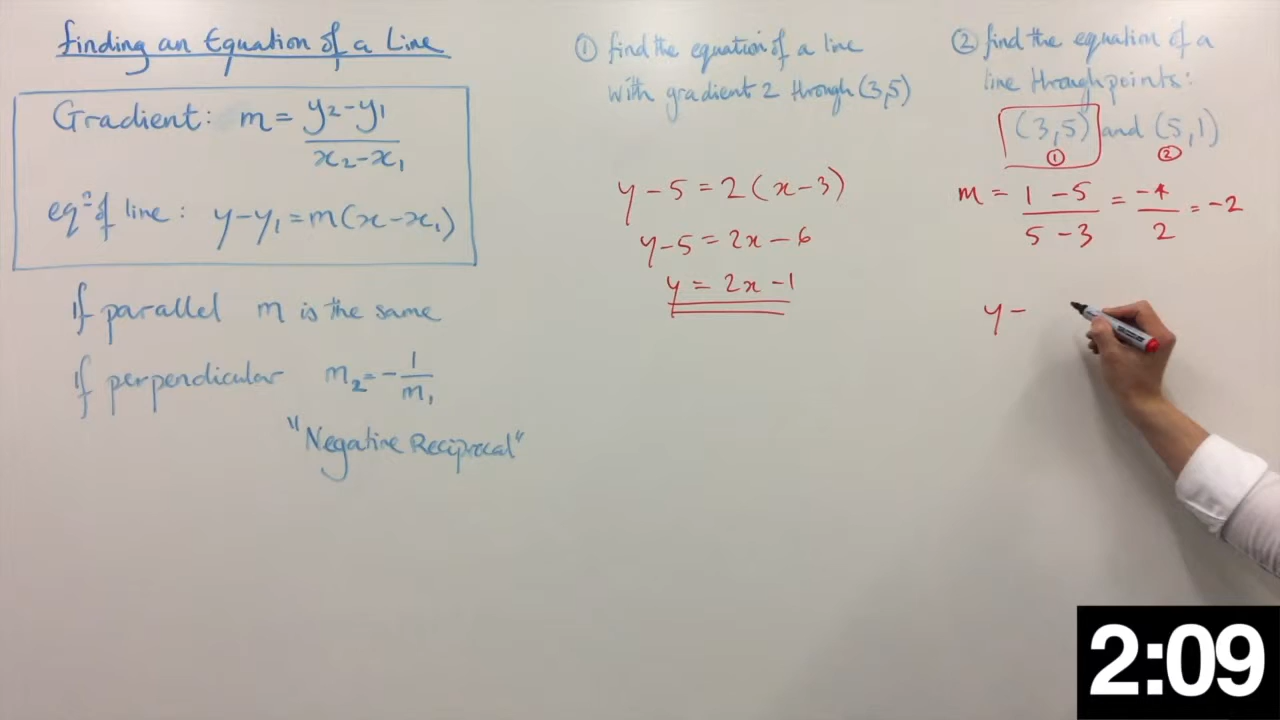 Finding an Equation of a Line
Gradient: m = y₂-y₁
x₂-x₁
eqⁿ of line: y-y₁=m(x-x₁)
If parallel m is the same
If perpendicular m₂=-1
m₁
"Negative Reciprocal"
① find the equation of a line
with gradient 2 through (3,5)
y-5=2(x-3)
y-5=2x-6
y=2x-1
② find the equation of a
line through points:
(3,5) and (5,1)
① ②
m = 1-5 = -4 = -2
5-3 2
y-
2:09